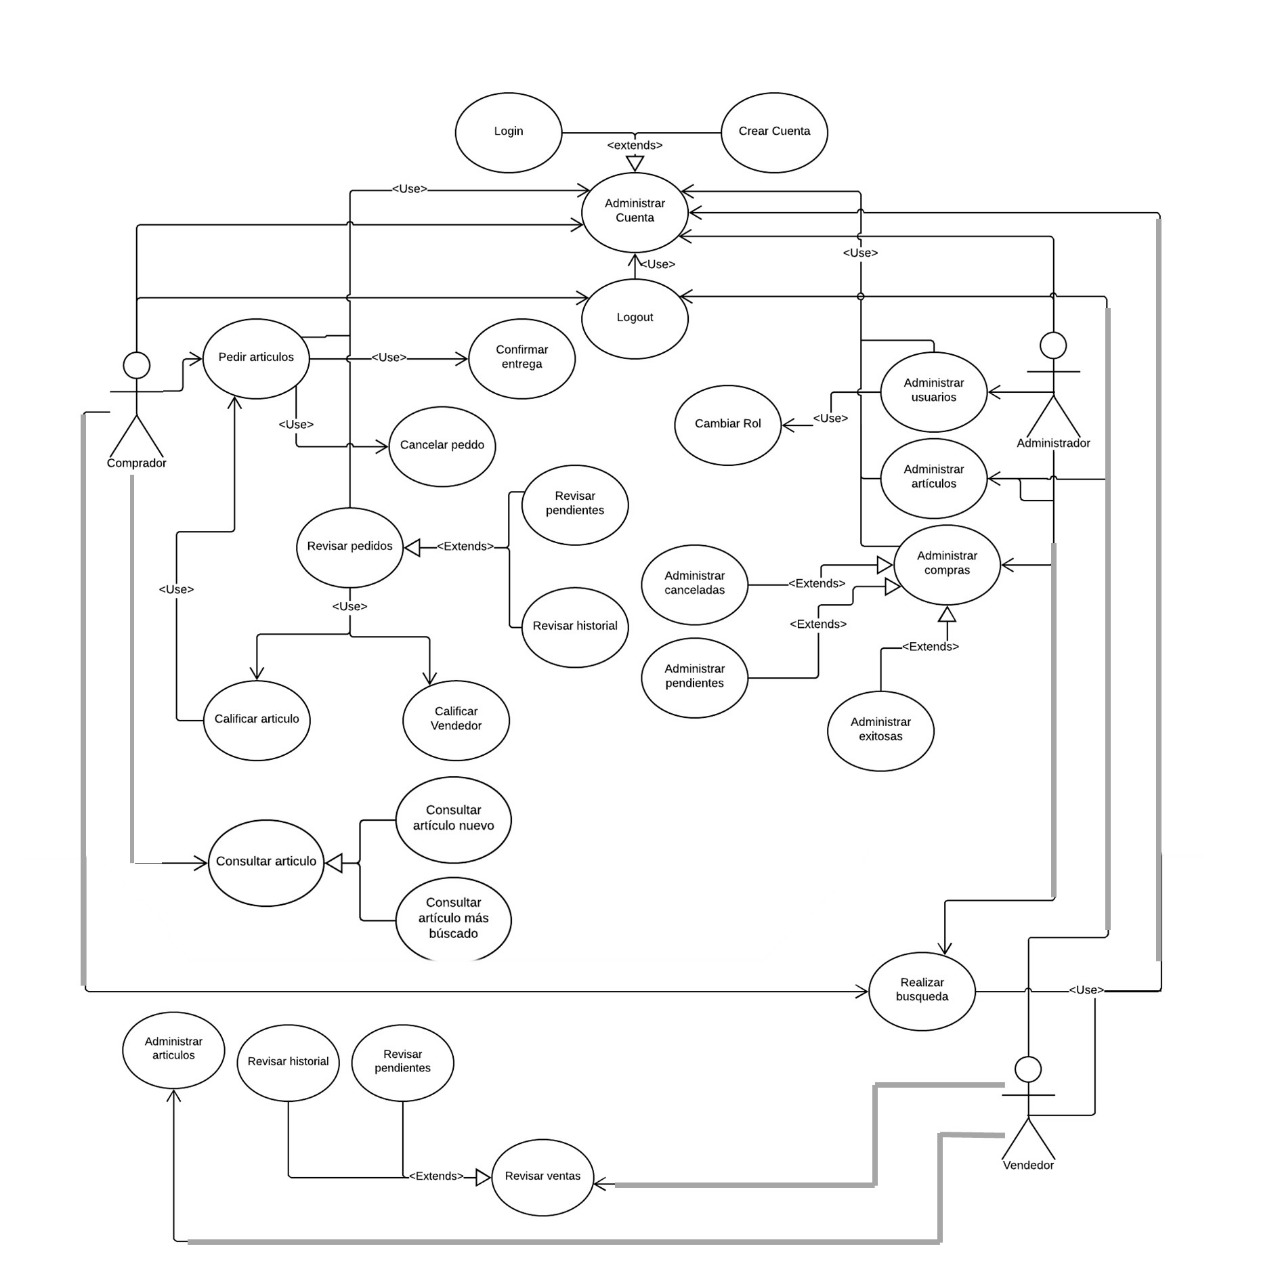 Login
Crear Cuenta
<extends>
<Use>
Administrar
Cuenta
<Use>
<Use>
Logout
Pedir articulos
<Use>
Confirmar
entrega
Administrar
usuarios
Cambiar Rol
<Use>
<Use>
Cancelar peddo
Administrador
Comprador
Administrar
artículos
Revisar
pendientes
Revisar pedidos
<Extends>
Administrar
compras
Administrar
canceladas
<Extends>
<Use>
<Use>
Revisar historial
<Extends>
Administrar
pendientes
<Extends>
Calificar articulo
Calificar
Vendedor
Administrar
exitosas
Consultar
artículo nuevo
Consultar articulo
Consultar
artículo más
búscado
Realizar
busqueda
<Use>
Administrar
articulos
Revisar historial
Revisar
pendientes
Vendedor
<Extends>
Revisar ventas